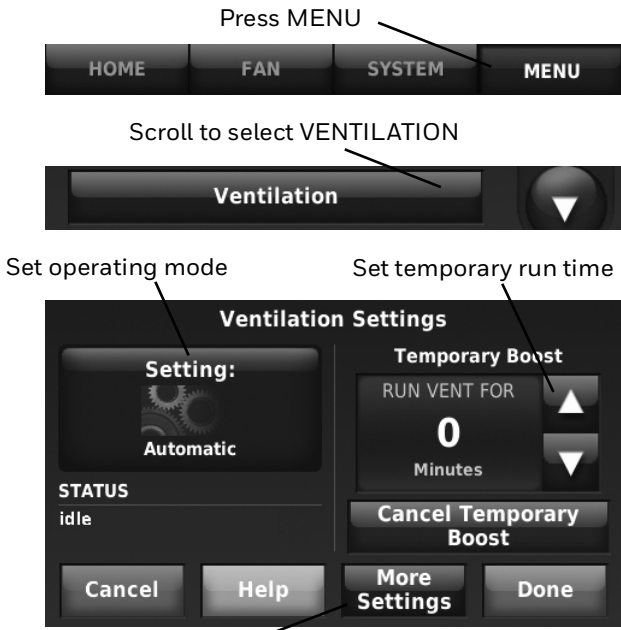 Press MENU
HOME FAN SYSTEM MENU
Scroll to select VENTILATION
Ventilation
Set operating mode
Set temporary run time
Ventilation Settings
Setting:
Automatic
STATUS
idle
Temporary Boost
RUN VENT FOR
0
Minutes
Cancel Temporary
Boost
Cancel
Help
More
Settings
Done